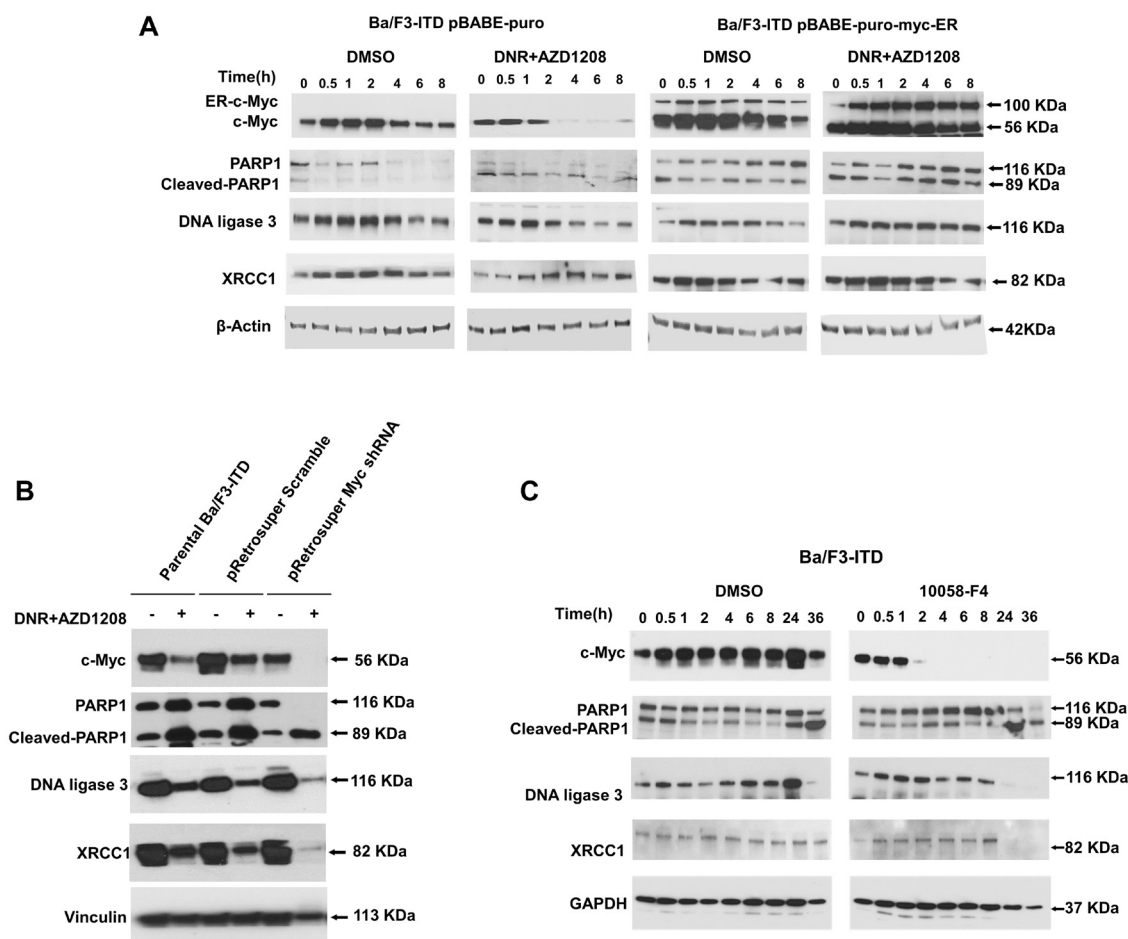 A
Ba/F3-ITD pBABE-puro Ba/F3-ITD pBABE-puro-myc-ER
DMSO DNR+AZD1208 DMSO DNR+AZD1208
Time(h) 0 0.5 1 2 4 6 8 0 0.5 1 2 4 6 8 0 0.5 1 2 4 6 8 0 0.5 1 2 4 6 8
ER-c-Myc 100 KDa
c-Myc 56 KDa
PARP1 116 KDa
Cleaved-PARP1 89 KDa
DNA ligase 3 116 KDa
XRCC1 82 KDa
β-Actin 42KDa
B
Parental Ba/F3-ITD
pRetrosuper Scramble
pRetrosuper Myc shRNA
DNR+AZD1208 - + - + - +
c-Myc 56 KDa
PARP1 116 KDa
Cleaved-PARP1 89 KDa
DNA ligase 3 116 KDa
XRCC1 82 KDa
Vinculin 113 KDa
C
Ba/F3-ITD
DMSO 10058-F4
Time(h) 0 0.5 1 2 4 6 8 24 36 0 0.5 1 2 4 6 8 24 36
c-Myc 56 KDa
PARP1 116 KDa
Cleaved-PARP1 89 KDa
DNA ligase 3 116 KDa
XRCC1 82 KDa
GAPDH 37 KDa